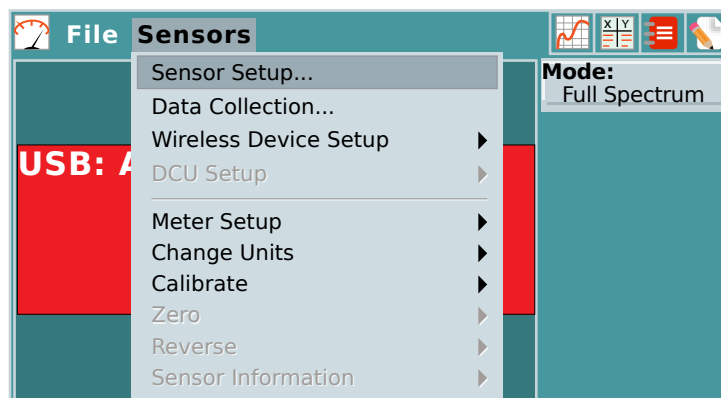 File Sensors
X Y
Sensor Setup...
Data Collection...
Wireless Device Setup
DCU Setup
Meter Setup
Change Units
Calibrate
Zero
Reverse
Sensor Information
USB:
Mode:
Full Spectrum